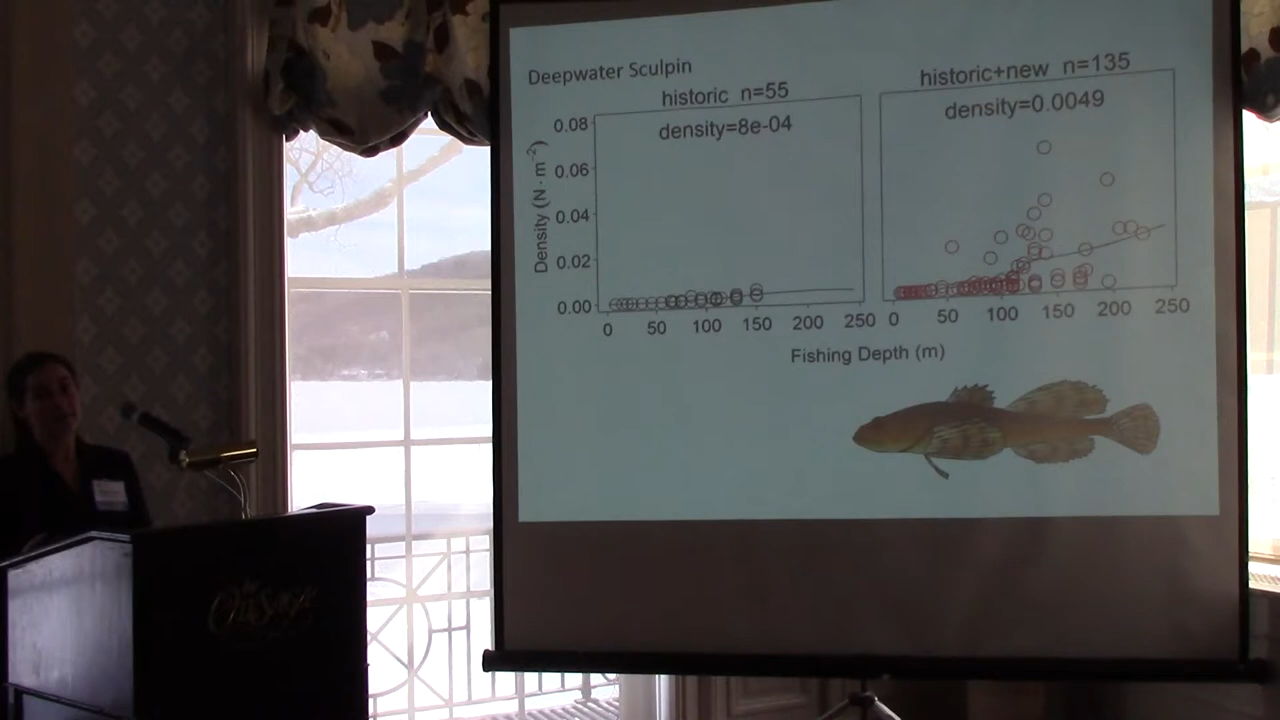 Deepwater Sculpin
historic n=55
density=8e-04
historic+new n=135
density=0.0049
Density (N · m⁻²)
0.08
0.06
0.04
0.02
0.00
0 50 100 150 200 250
0 50 100 150 200 250
Fishing Depth (m)
The Otesaga